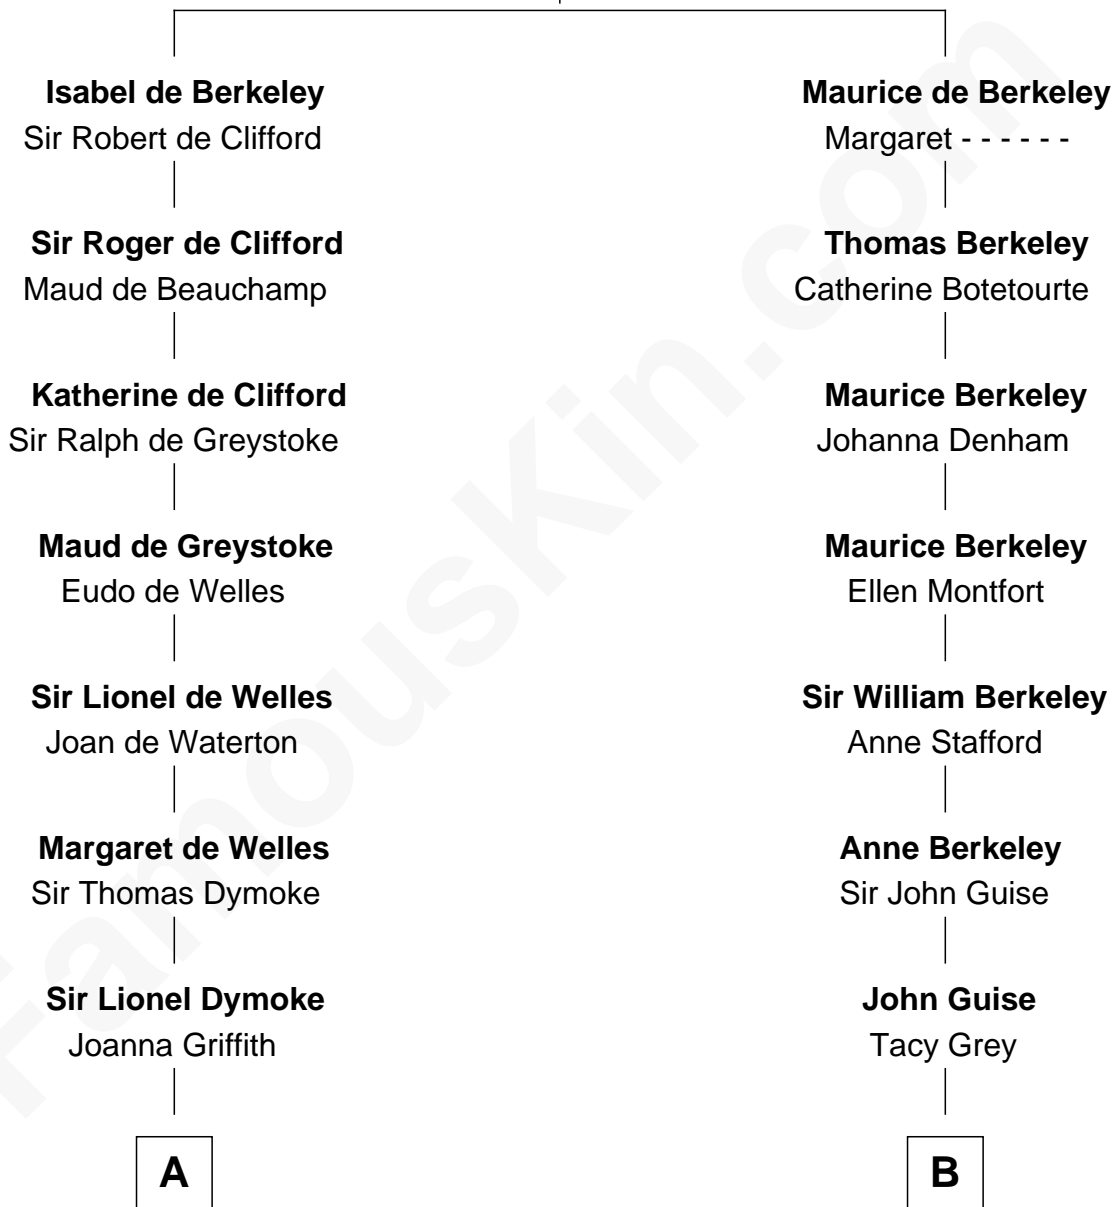 Isabel de Berkeley
Sir Robert de Clifford
Maurice de Berkeley
Margaret - - - - - -
Sir Roger de Clifford
Maud de Beauchamp
Thomas Berkeley
Catherine Botetourte
Katherine de Clifford
Sir Ralph de Greystoke
Maurice Berkeley
Johanna Denham
Maud de Greystoke
Eudo de Welles
Maurice Berkeley
Ellen Montfort
Sir Lionel de Welles
Joan de Waterton
Sir William Berkeley
Anne Stafford
Margaret de Welles
Sir Thomas Dymoke
Anne Berkeley
Sir John Guise
Sir Lionel Dymoke
Joanna Griffith
John Guise
Tacy Grey
A
B
FamousKin.com